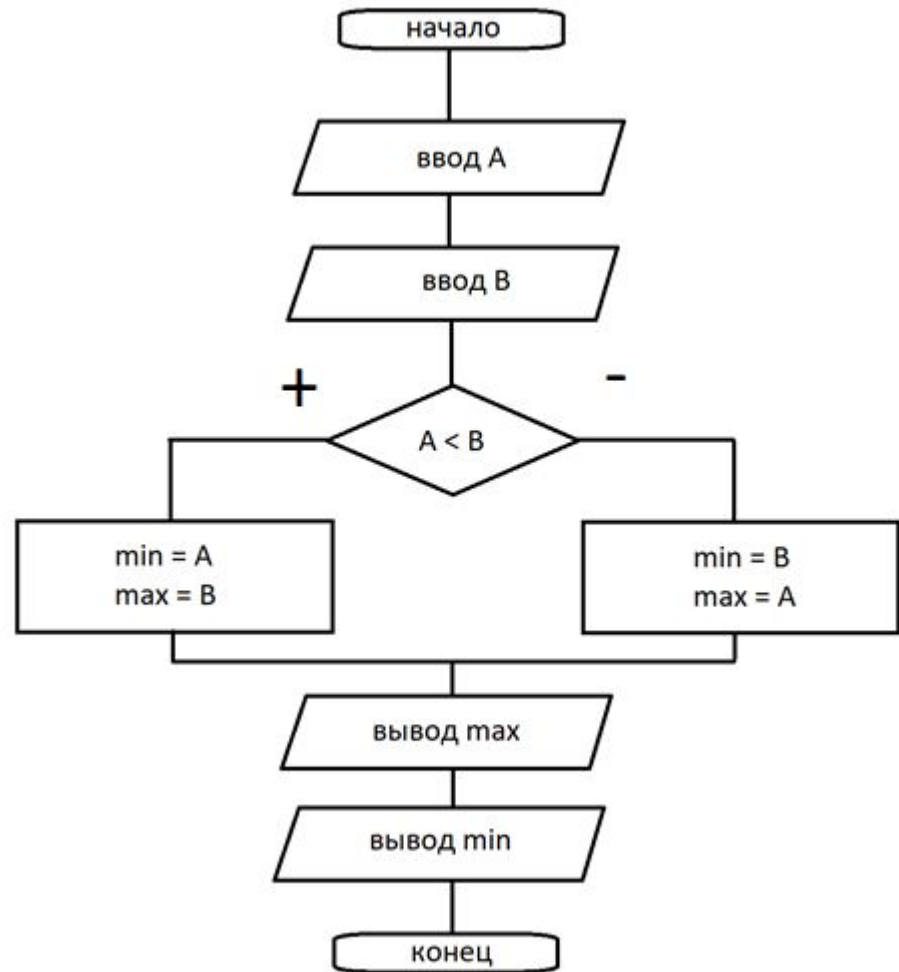 начало
ввод A
ввод B
+
-
A < B
min = A
max = B
min = B
max = A
вывод max
вывод min
конец